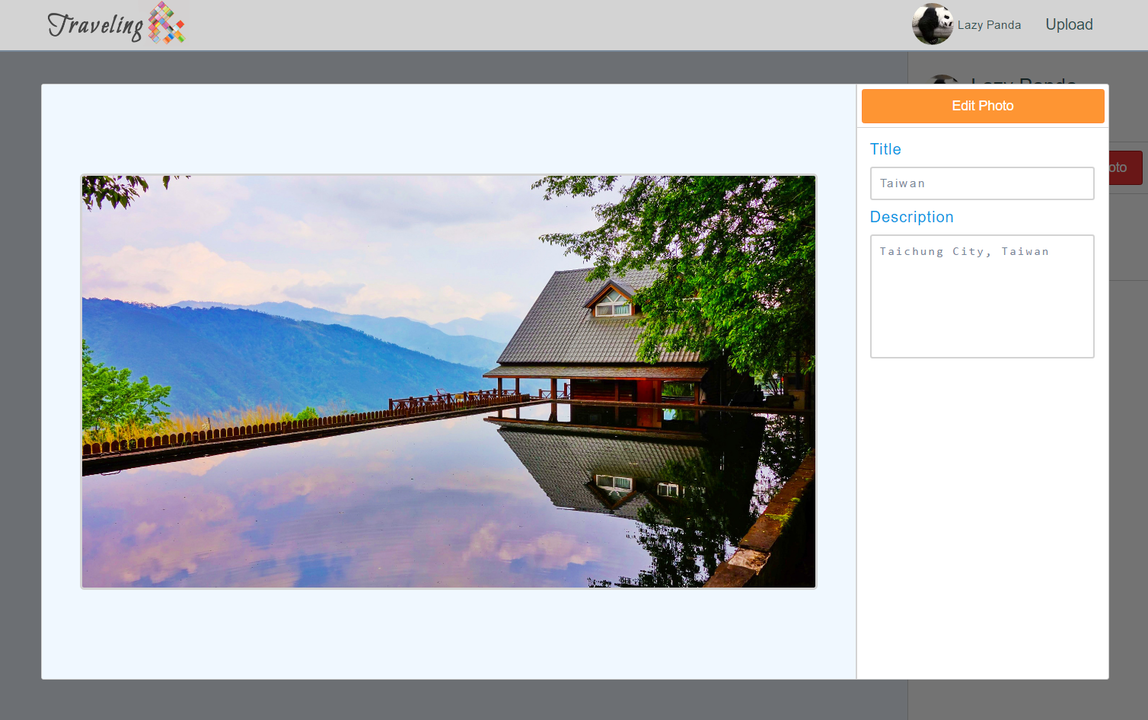 Traveling
Lazy Panda
Upload
Lazy Panda
Edit Photo
oto
Title
Taiwan
Description
Taichung City, Taiwan